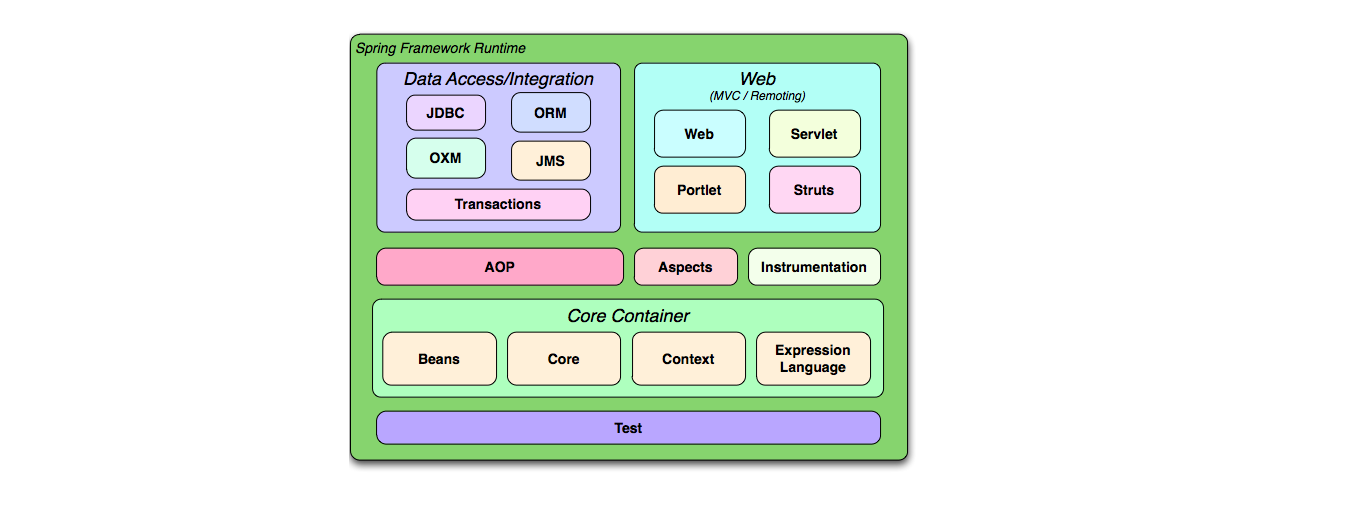 Spring Framework Runtime
Data Access/Integration
JDBC
ORM
OXM
JMS
Transactions
Web
(MVC / Remoting)
Web
Servlet
Portlet
Struts
AOP
Aspects
Instrumentation
Core Container
Beans
Core
Context
Expression
Language
Test